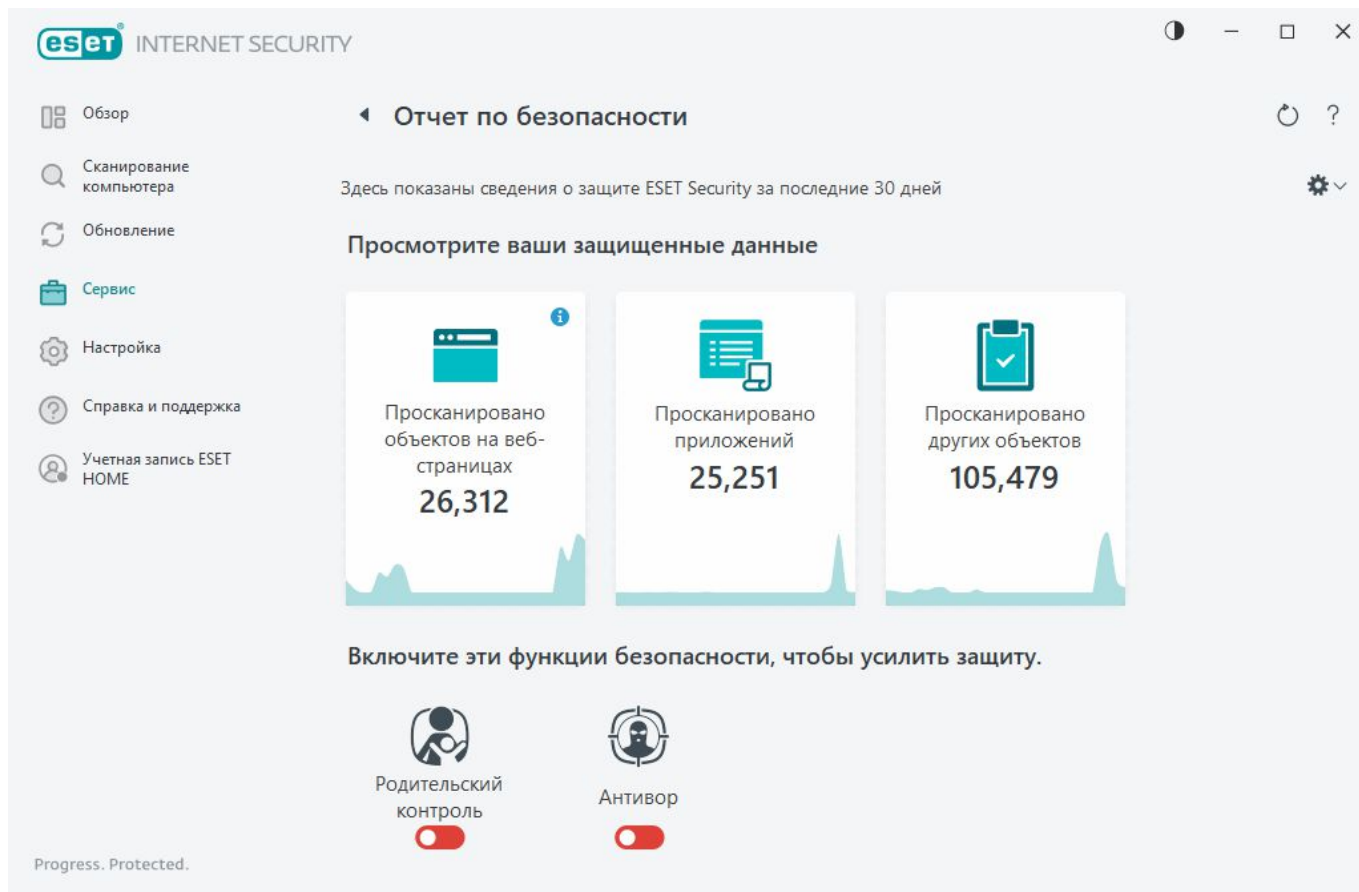 eseT® INTERNET SECURITY
Обзор
Сканирование
компьютера
Обновление
Сервис
Настройка
Справка и поддержка
Учетная запись ESET
HOME
Progress. Protected.
Отчет по безопасности
?
Здесь показаны сведения о защите ESET Security за последние 30 дней
Просмотрите ваши защищенные данные
Просканировано
объектов на веб-
страницах
26,312
Просканировано
приложений
25,251
Просканировано
других объектов
105,479
Включите эти функции безопасности, чтобы усилить защиту.
Родительский
контроль
Антивор